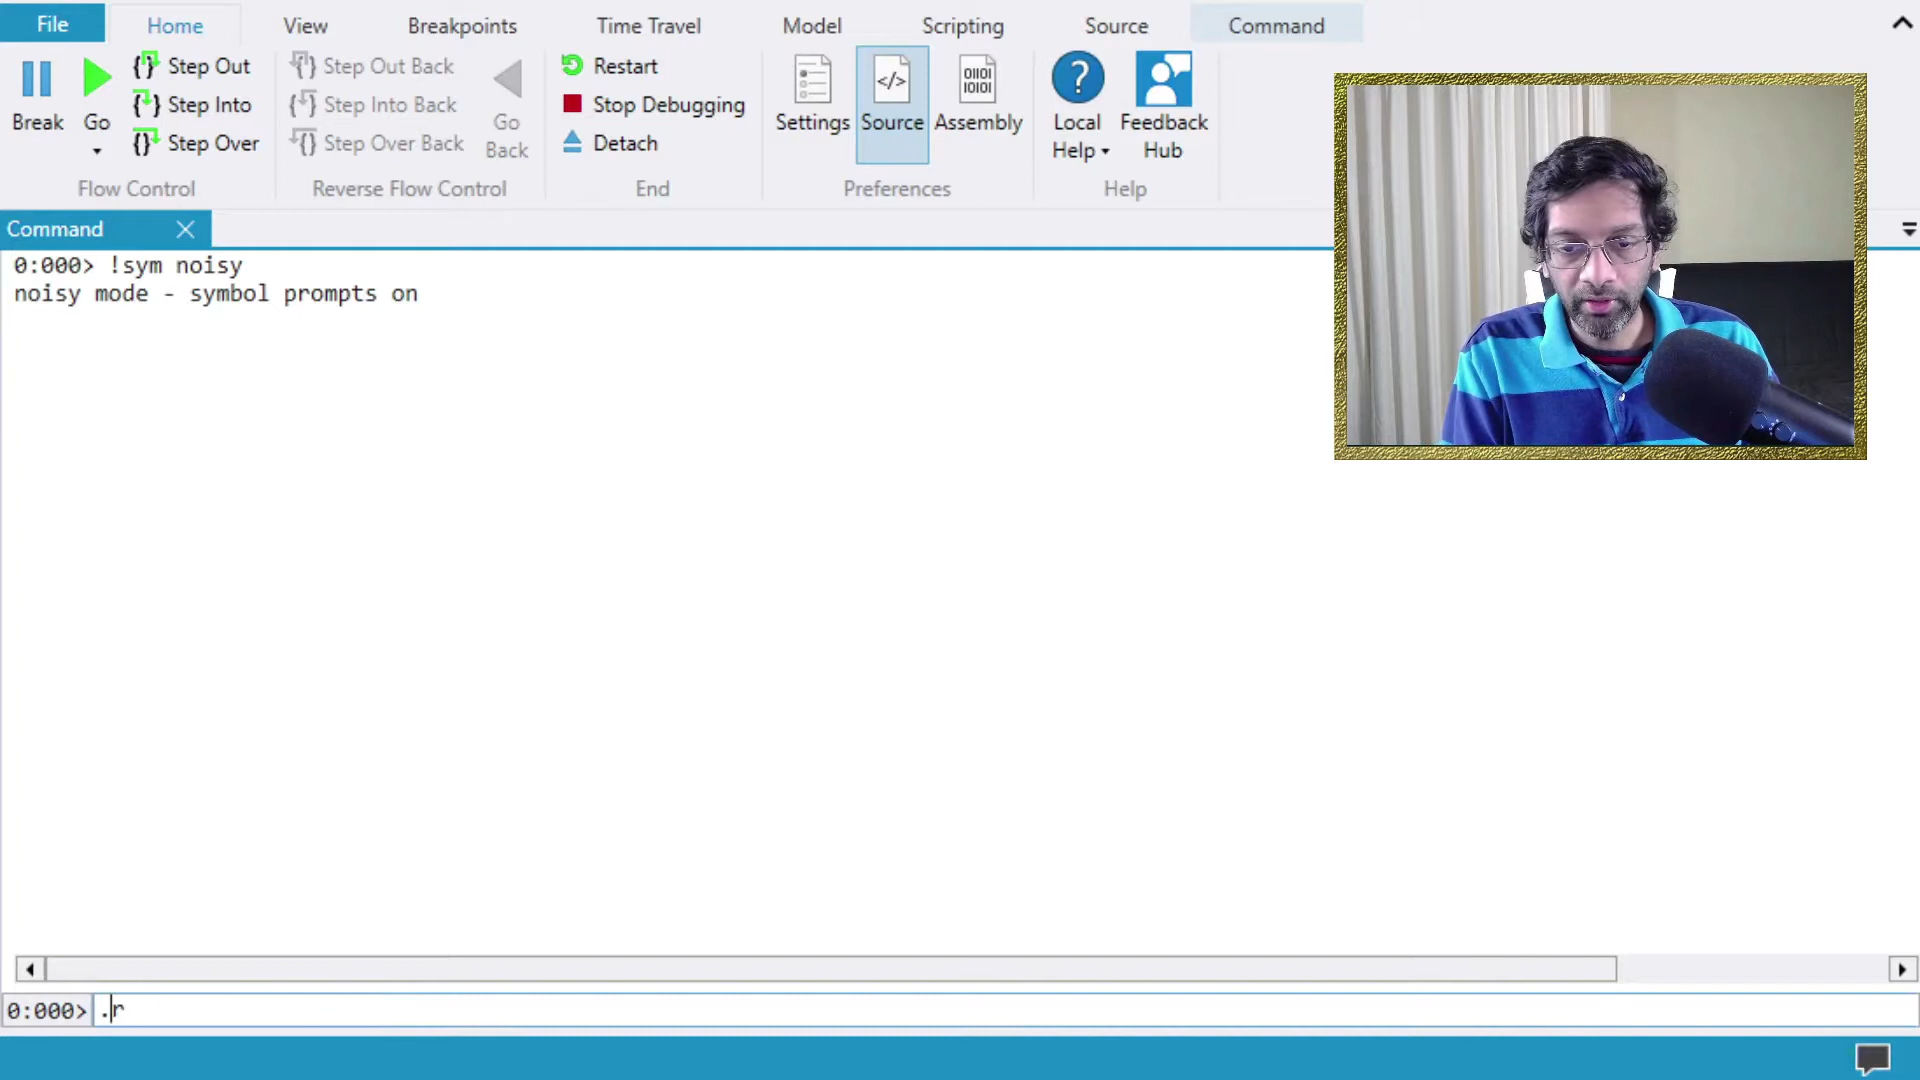 File Home View Breakpoints Time Travel Model Scripting Source Command
Break
Go
Step Out
Step Into
Step Over
Flow Control
Step Out Back
Step Into Back
Step Over Back
Go
Back
Reverse Flow Control
Restart
Stop Debugging
Detach
End
Settings
Source
Assembly
Preferences
Local
Help
Feedback
Hub
Help
Command
0:000> !sym noisy
noisy mode - symbol prompts on
0:000> .r